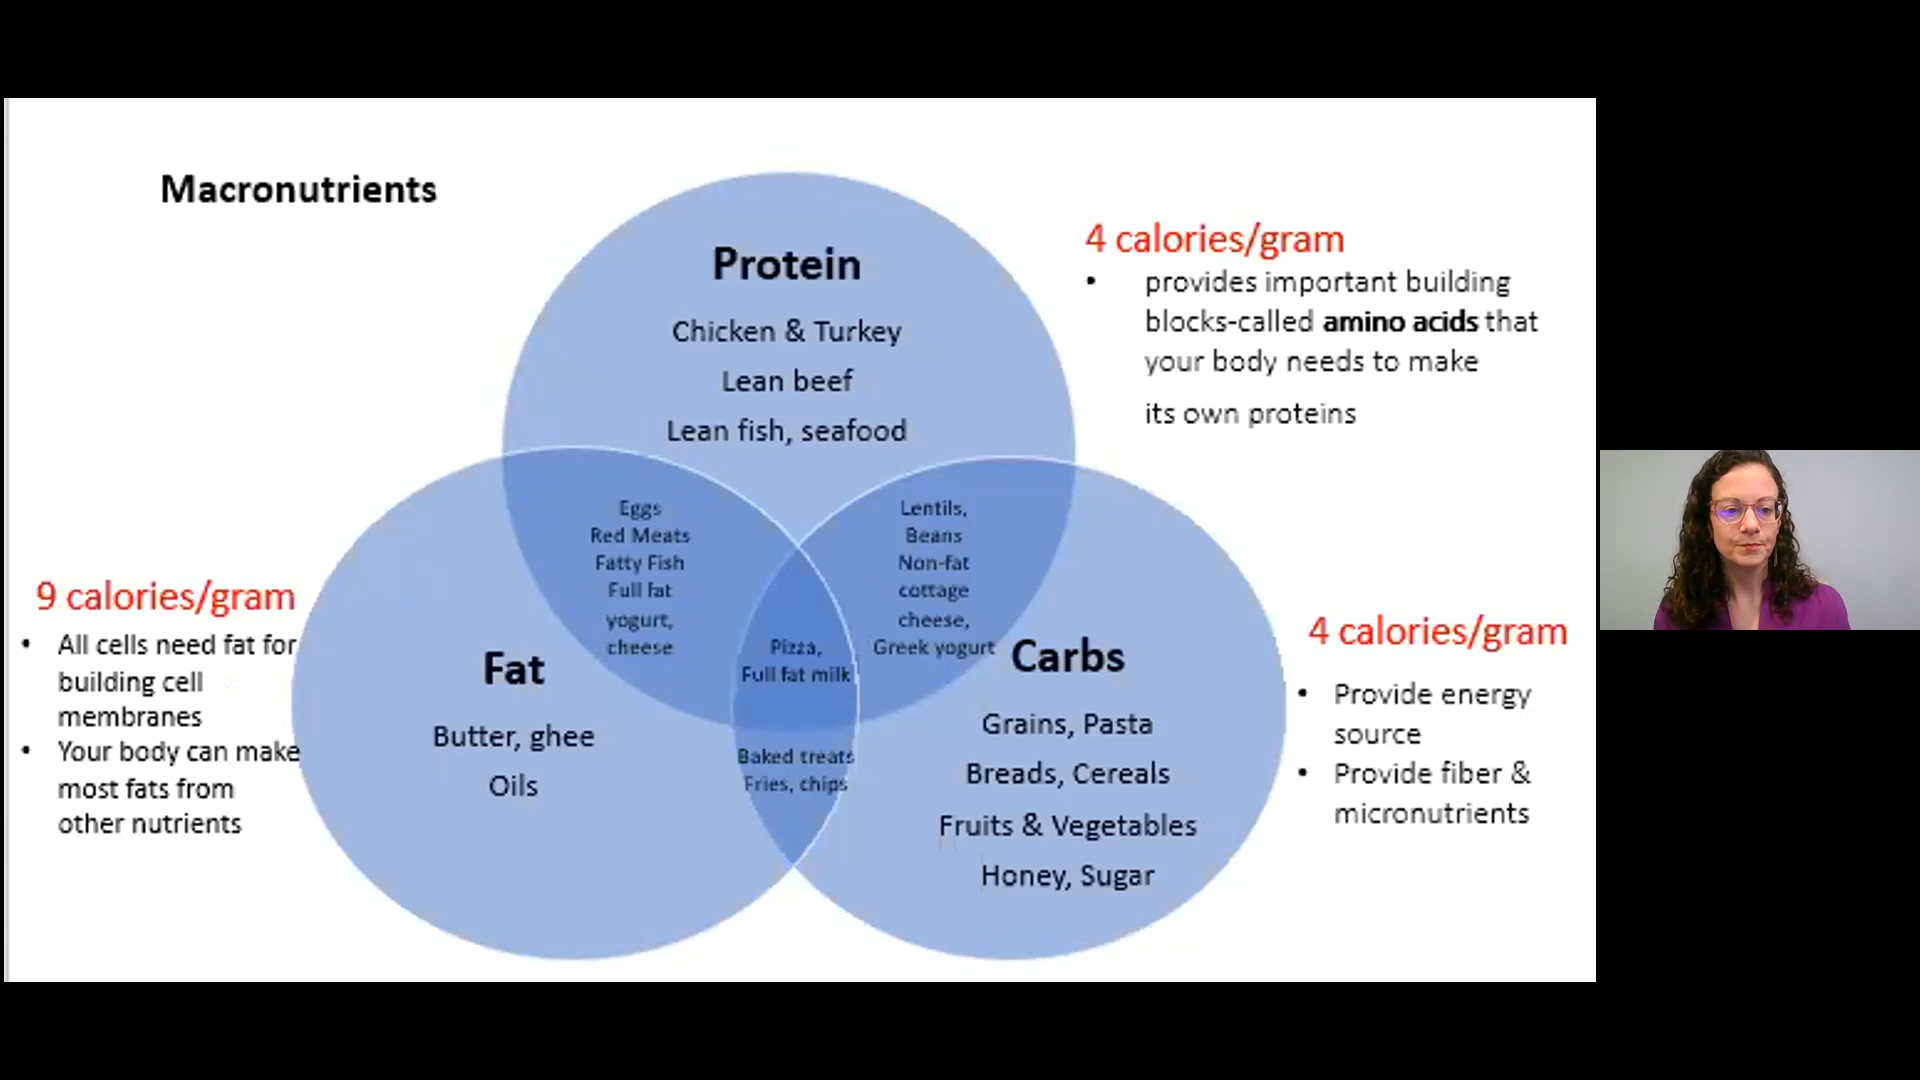 Macronutrients
Protein
Chicken & Turkey
Lean beef
Lean fish, seafood
4 calories/gram
• provides important building
blocks-called amino acids that
your body needs to make
its own proteins
Eggs
Red Meats
Fatty Fish
Full fat
yogurt,
cheese
Lentils,
Beans
Non-fat
cottage
cheese,
Greek yogurt
Pizza,
Full fat milk
Baked treats
Fries, chips
9 calories/gram
• All cells need fat for
building cell
membranes
• Your body can make
most fats from
other nutrients
Fat
Butter, ghee
Oils
Carbs
Grains, Pasta
Breads, Cereals
Fruits & Vegetables
Honey, Sugar
4 calories/gram
• Provide energy
source
• Provide fiber &
micronutrients